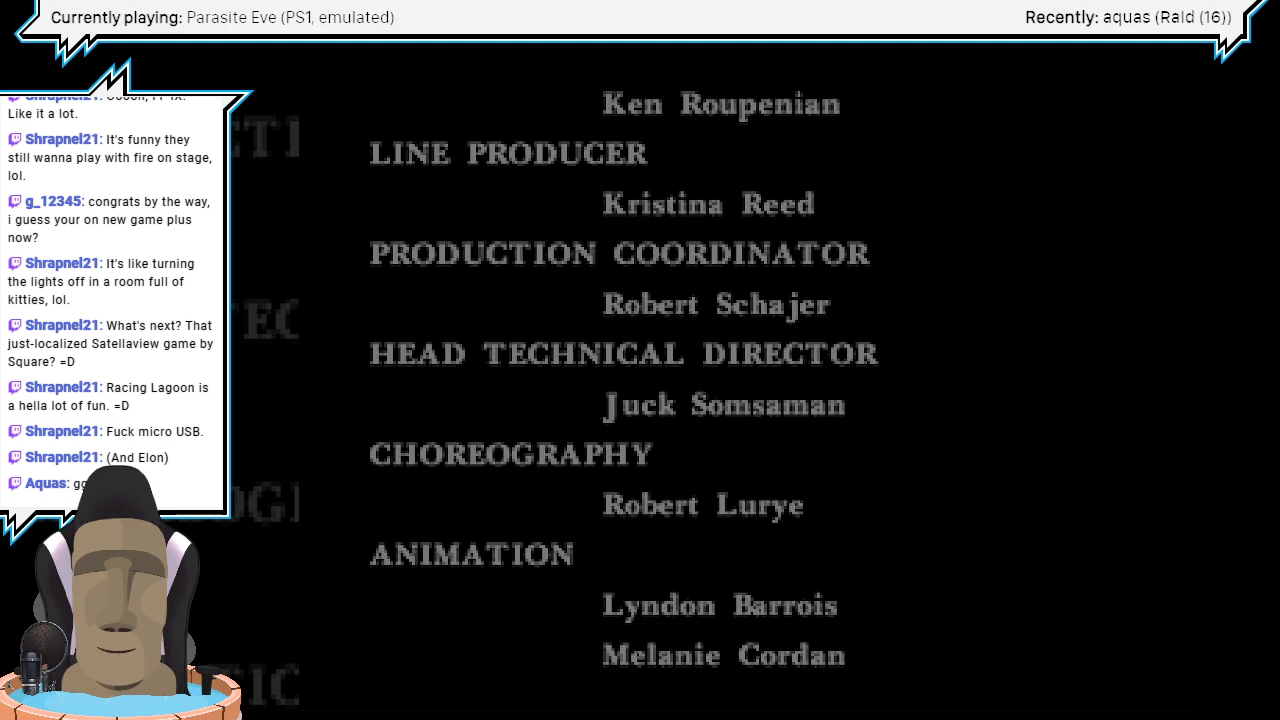 Currently playing: Parasite Eve (PS1, emulated)
Recently: aquas (Raid (16))
Like it a lot.
Shrapnel21: It's funny they
still wanna play with fire on stage,
lol.
g_12345: congrats by the way,
i guess your on new game plus
now?
Shrapnel21: It's like turning
the lights off in a room full of
kitties, lol.
Shrapnel21: What's next? That
just-localized Satellaview game by
Square? =D
Shrapnel21: Racing Lagoon is
a hella lot of fun. =D
Shrapnel21: Fuck micro USB.
Shrapnel21: (And Elon)
Aquas:
Ken Roupenian
LINE PRODUCER
Kristina Reed
PRODUCTION COORDINATOR
Robert Schajer
HEAD TECHNICAL DIRECTOR
Juck Somsaman
CHOREOGRAPHY
Robert Lurye
ANIMATION
Lyndon Barrois
Melanie Cordan